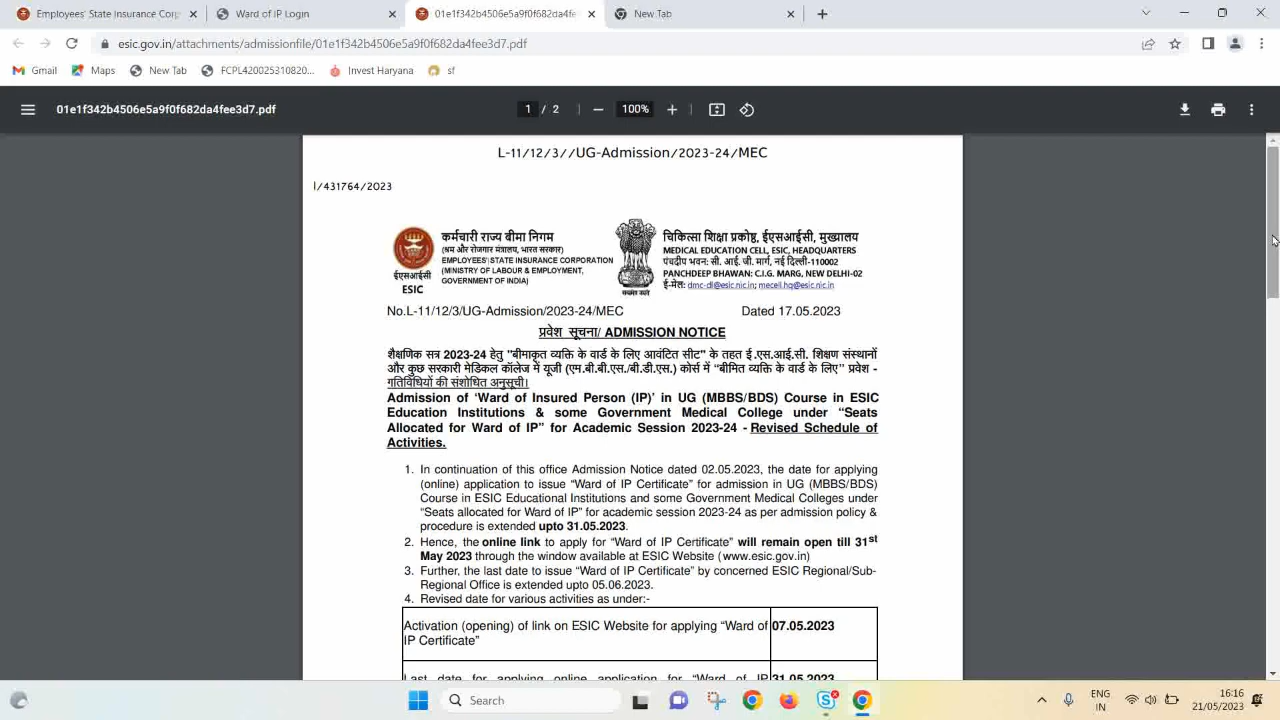 Employees' State Insurance Corp
Ward of IP Login
01e1f342b4506e5a9f0f682da4fe
New Tab
esic.gov.in/attachments/admissionfile/01e1f342b4506e5a9f0f682da4fee3d7.pdf
Gmail
Maps
New Tab
FCPL420025310820...
Invest Haryana
sf
01e1f342b4506e5a9f0f682da4fee3d7.pdf
1 / 2
100%
L-11/12/3//UG-Admission/2023-24/MEC
I/431764/2023
कर्मचारी राज्य बीमा निगम
(श्रम और रोजगार मंत्रालय, भारत सरकार)
EMPLOYEES' STATE INSURANCE CORPORATION
(MINISTRY OF LABOUR & EMPLOYMENT,
GOVERNMENT OF INDIA)
ईएसआईसी
ESIC
चिकित्सा शिक्षा प्रकोष्ठ, ईएसआईसी, मुख्यालय
MEDICAL EDUCATION CELL, ESIC, HEADQUARTERS
पंचदीप भवन: सी. आई. जी. मार्ग, नई दिल्ली-110002
PANCHDEEP BHAWAN: C.I.G. MARG, NEW DELHI-02
ई-मेल: dmc-dl@esic.nic.in; mecell.hq@esic.nic.in
सत्यमेव जयते
No.L-11/12/3/UG-Admission/2023-24/MEC Dated 17.05.2023
प्रवेश सूचना/ ADMISSION NOTICE
शैक्षणिक सत्र 2023-24 हेतु "बीमाकृत व्यक्ति के वार्ड के लिए आवंटित सीट" के तहत ई.एस.आई.सी. शिक्षण संस्थानों
और कुछ सरकारी मेडिकल कॉलेज में यूजी (एम.बी.बी.एस./बी.डी.एस.) कोर्स में "बीमित व्यक्ति के वार्ड के लिए" प्रवेश -
गतिविधियों की संशोधित अनुसूची।
Admission of ‘Ward of Insured Person (IP)’ in UG (MBBS/BDS) Course in ESIC
Education Institutions & some Government Medical College under “Seats
Allocated for Ward of IP” for Academic Session 2023-24 - Revised Schedule of
Activities.
1. In continuation of this office Admission Notice dated 02.05.2023, the date for applying
(online) application to issue “Ward of IP Certificate” for admission in UG (MBBS/BDS)
Course in ESIC Educational Institutions and some Government Medical Colleges under
“Seats allocated for Ward of IP” for academic session 2023-24 as per admission policy &
procedure is extended upto 31.05.2023.
2. Hence, the online link to apply for “Ward of IP Certificate” will remain open till 31st
May 2023 through the window available at ESIC Website (www.esic.gov.in)
3. Further, the last date to issue “Ward of IP Certificate” by concerned ESIC Regional/Sub-
Regional Office is extended upto 05.06.2023.
4. Revised date for various activities as under:-
Activation (opening) of link on ESIC Website for applying “Ward of 07.05.2023
IP Certificate”
Last date for applying online application for “Ward of IP 31.05.2023
Search
ENG
IN
16:16
21/05/2023